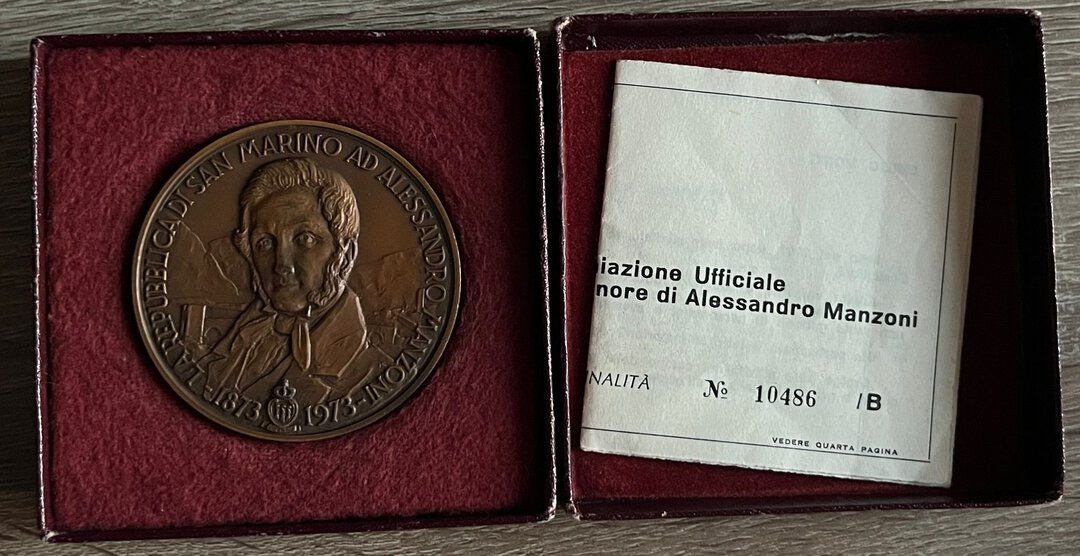 LA REPUBBLICA DI SAN MARINO AD ALESSANDRO MANZONI
-1873 1973-
iazione Ufficiale
nore di Alessandro Manzoni
NALITÀ № 10486 /B
VEDERE QUARTA PAGINA